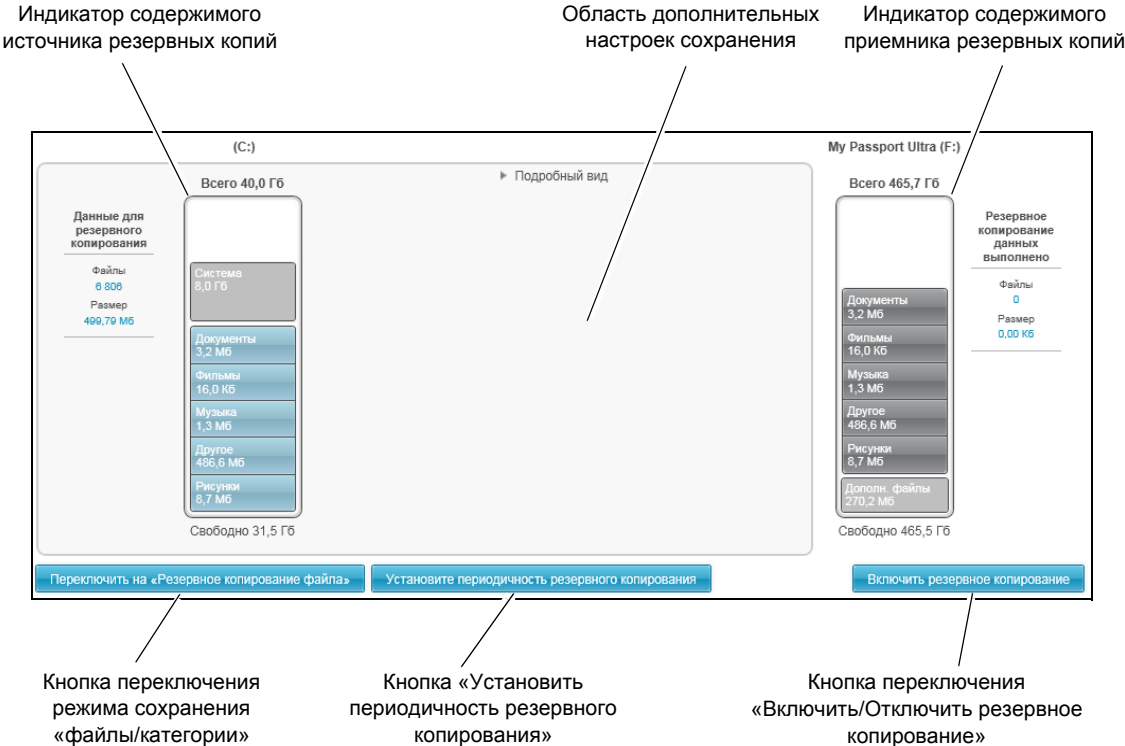 Индикатор содержимого
источника резервных копий
Область дополнительных
настроек сохранения
Индикатор содержимого
приемника резервных копий
(C:)
My Passport Ultra (F:)
Всего 40,0 Гб
▶ Подробный вид
Всего 465,7 Гб
Данные для
резервного
копирования
Файлы
6 806
Размер
499,79 Мб
Система
8,0 Гб
Документы
3,2 Мб
Фильмы
16,0 Кб
Музыка
1,3 Мб
Другое
486,6 Мб
Рисунки
8,7 Мб
Свободно 31,5 Гб
Документы
3,2 Мб
Фильмы
16,0 Кб
Музыка
1,3 Мб
Другое
486,6 Мб
Рисунки
8,7 Мб
Дополн. файлы
270,2 Мб
Свободно 465,5 Гб
Резервное
копирование
данных
выполнено
Файлы
0
Размер
0,00 Кб
Переключить на «Резервное копирование файла»
Установите периодичность резервного копирования
Включить резервное копирование
Кнопка переключения
режима сохранения
«файлы/категории»
Кнопка «Установить
периодичность резервного
копирования»
Кнопка переключения
«Включить/Отключить резервное
копирование»